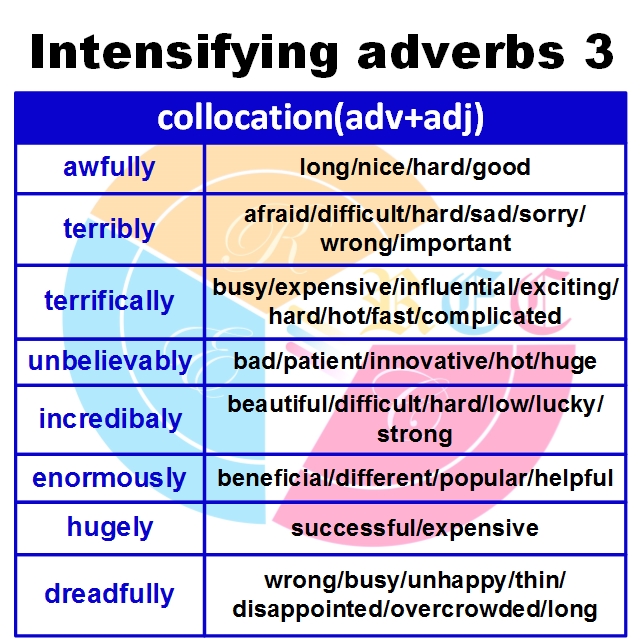 Intensifying adverbs 3
collocation(adv+adj)
awfully
long/nice/hard/good
terribly
afraid/difficult/hard/sad/sorry/
wrong/important
terrifically
busy/expensive/influential/exciting/
hard/hot/fast/complicated
unbelievably
bad/patient/innovative/hot/huge
incredibaly
beautiful/difficult/hard/low/lucky/
strong
enormously
beneficial/different/popular/helpful
hugely
successful/expensive
dreadfully
wrong/busy/unhappy/thin/
disappointed/overcrowded/long
R
REC
E
C